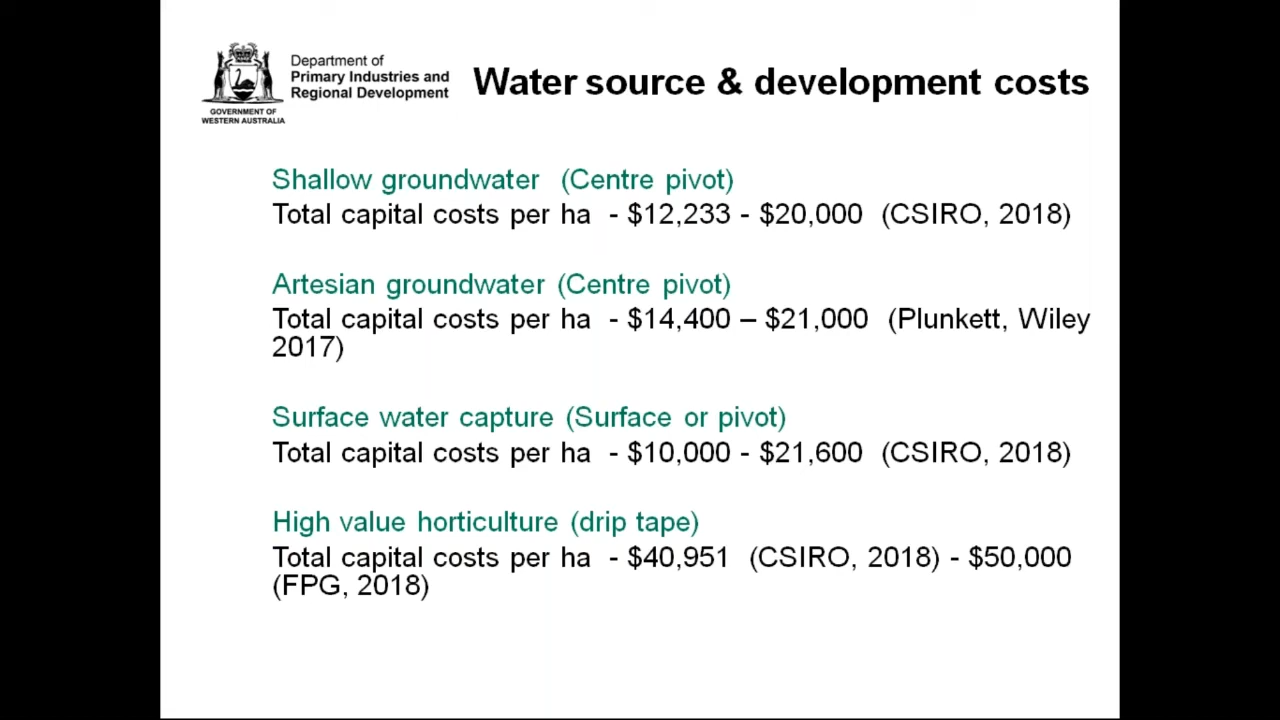 Department of
Primary Industries and
Regional Development
GOVERNMENT OF
WESTERN AUSTRALIA
Water source & development costs
Shallow groundwater (Centre pivot)
Total capital costs per ha - $12,233 - $20,000 (CSIRO, 2018)
Artesian groundwater (Centre pivot)
Total capital costs per ha - $14,400 – $21,000 (Plunkett, Wiley
2017)
Surface water capture (Surface or pivot)
Total capital costs per ha - $10,000 - $21,600 (CSIRO, 2018)
High value horticulture (drip tape)
Total capital costs per ha - $40,951 (CSIRO, 2018) - $50,000
(FPG, 2018)